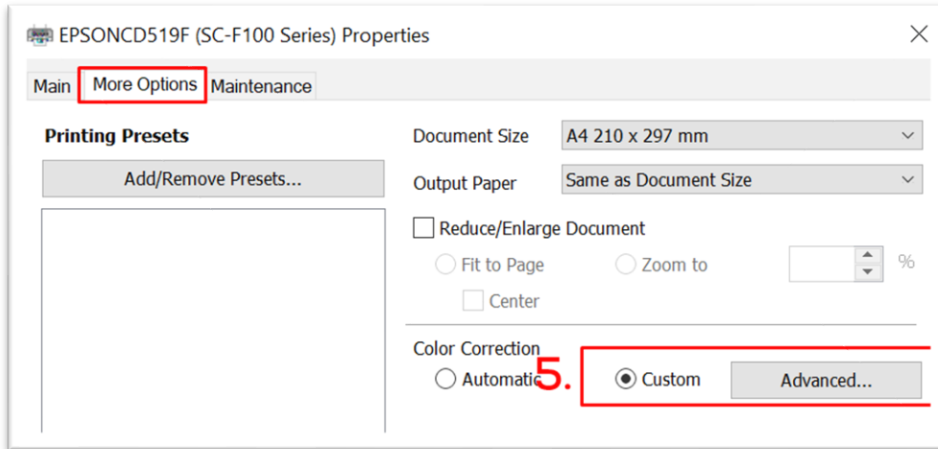 EPSONCD519F (SC-F100 Series) Properties
Main More Options Maintenance
Printing Presets
Add/Remove Presets...
Document Size A4 210 x 297 mm
Output Paper Same as Document Size
Reduce/Enlarge Document
Fit to Page Zoom to %
Center
Color Correction
Automatic 5. Custom Advanced...